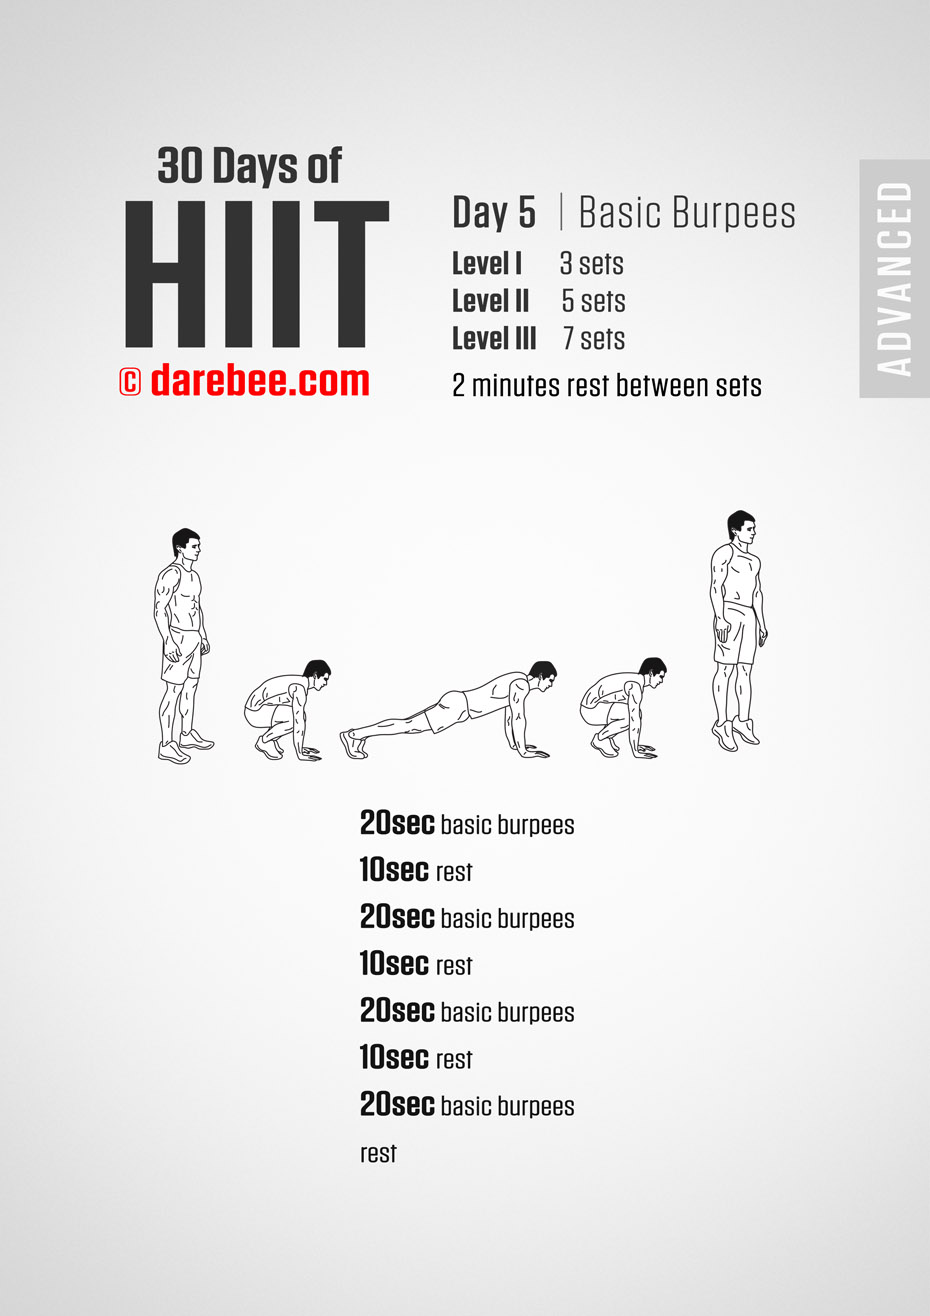 30 Days of
HIIT
© darebee.com
Day 5 | Basic Burpees
Level I 3 sets
Level II 5 sets
Level III 7 sets
2 minutes rest between sets
ADVANCED
20sec basic burpees
10sec rest
20sec basic burpees
10sec rest
20sec basic burpees
10sec rest
20sec basic burpees
rest